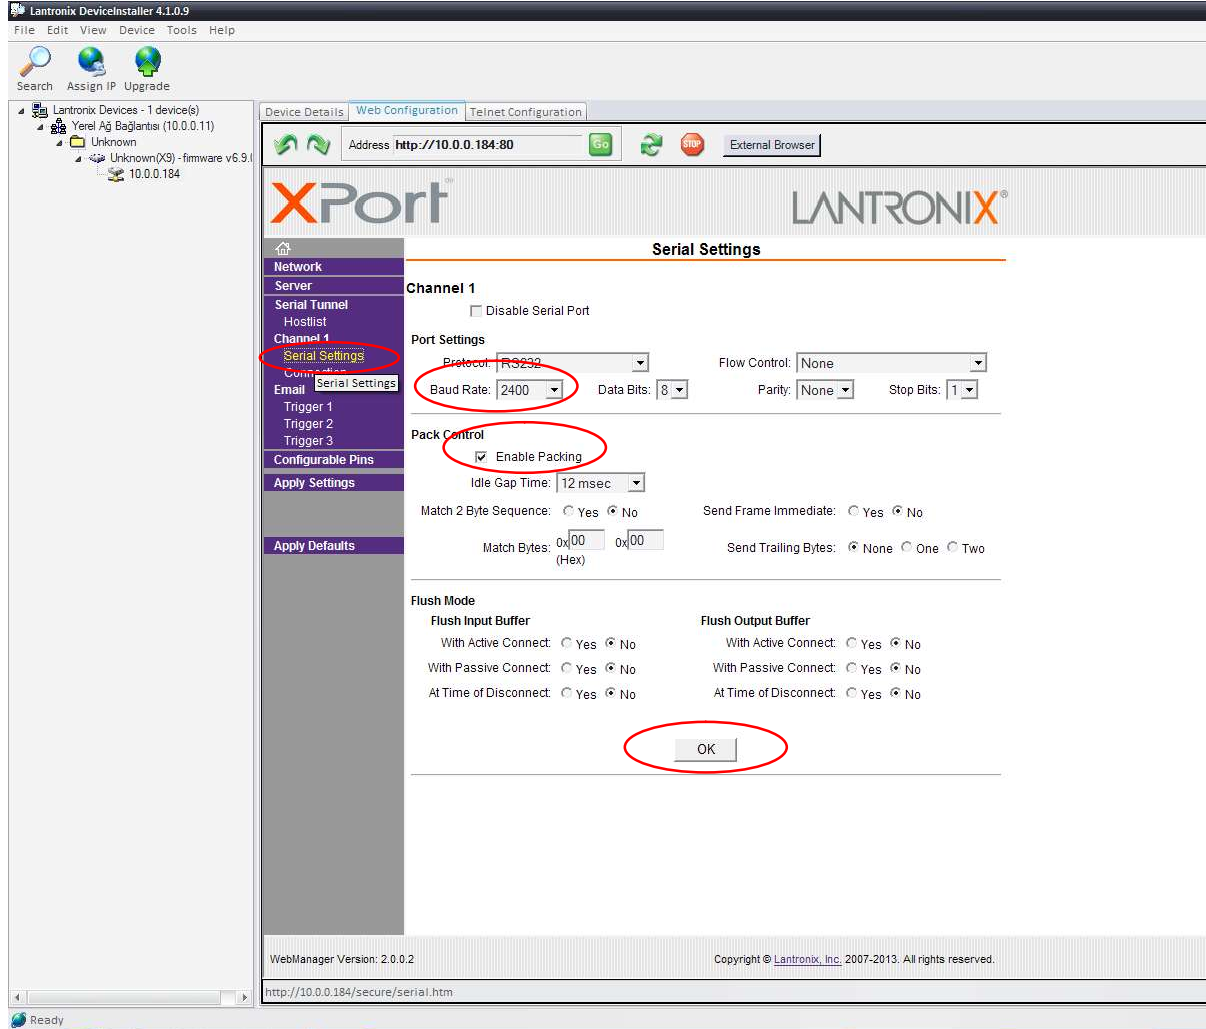 Lantronix DeviceInstaller 4.1.0.9
File Edit View Device Tools Help
Search Assign IP Upgrade
Lantronix Devices - 1 device(s)
Yerel Ağ Bağlantısı (10.0.0.11)
Unknown
Unknown(X9) - firmware v6.9.
10.0.0.184
Device Details Web Configuration Telnet Configuration
Address http://10.0.0.184:80 Go STOP External Browser
XPort® LANTRONIX®
Serial Settings
Network
Server
Serial Tunnel
Hostlist
Channel 1
Serial Settings
Connection
Serial Settings
Email
Trigger 1
Trigger 2
Trigger 3
Configurable Pins
Apply Settings
Apply Defaults
Channel 1
Disable Serial Port
Port Settings
Protocol: RS232 Flow Control: None
Baud Rate: 2400 Data Bits: 8 Parity: None Stop Bits: 1
Pack Control
Enable Packing
Idle Gap Time: 12 msec
Match 2 Byte Sequence: Yes No Send Frame Immediate: Yes No
Match Bytes: 0x 00 0x 00 Send Trailing Bytes: None One Two
(Hex)
Flush Mode
Flush Input Buffer Flush Output Buffer
With Active Connect: Yes No With Active Connect: Yes No
With Passive Connect: Yes No With Passive Connect: Yes No
At Time of Disconnect: Yes No At Time of Disconnect: Yes No
OK
WebManager Version: 2.0.0.2 Copyright © Lantronix, Inc. 2007-2013. All rights reserved.
http://10.0.0.184/secure/serial.htm
Ready